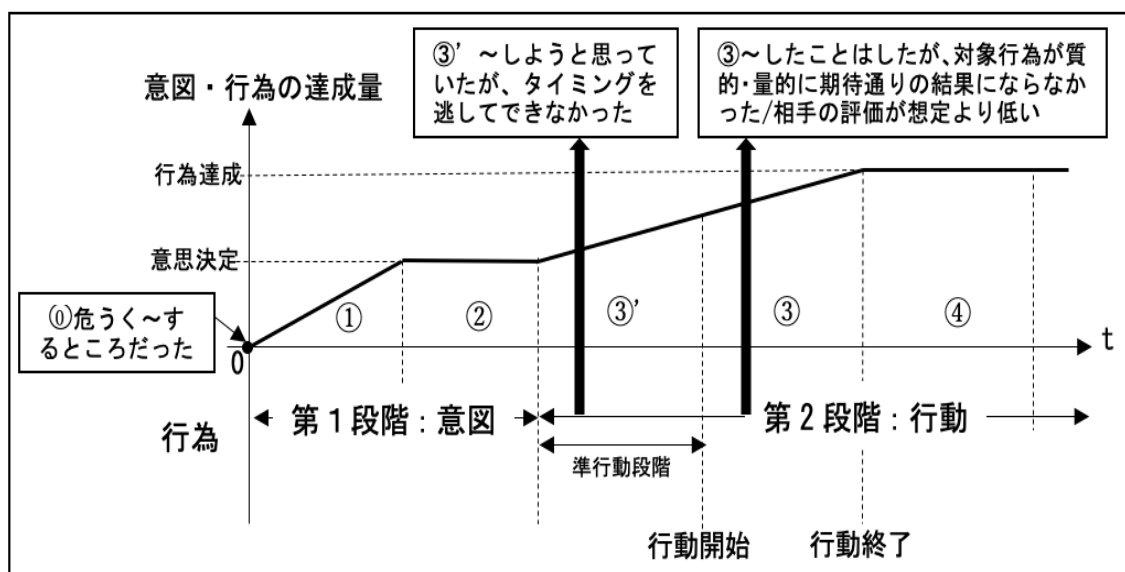 ③’ ～しようと思って
いたが、タイミングを
逃してできなかった
③～したことはしたが、対象行為が質
的・量的に期待通りの結果にならなか
った/相手の評価が想定より低い
意図・行為の達成量
行為達成
意思決定
⓪危うく～す
るところだった
0
①
②
③’
③
④
t
行為
第1段階：意図
第2段階：行動
準行動段階
行動開始
行動終了